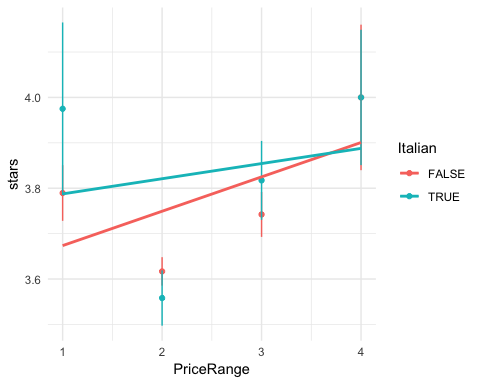 4.0
3.8
3.6
stars
1 2 3 4
PriceRange
Italian
FALSE
TRUE